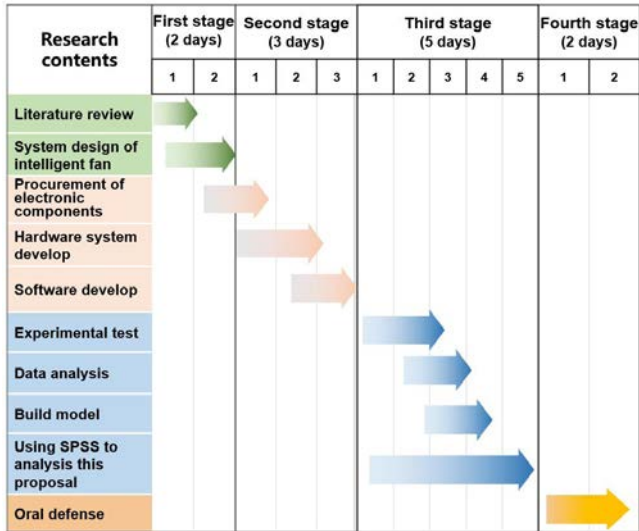 Research
contents
First stage
(2 days)
Second stage
(3 days)
Third stage
(5 days)
Fourth stage
(2 days)
1 2 1 2 3 1 2 3 4 5 1 2
Literature review
System design of
intelligent fan
Procurement of
electronic
components
Hardware system
develop
Software develop
Experimental test
Data analysis
Build model
Using SPSS to
analysis this
proposal
Oral defense